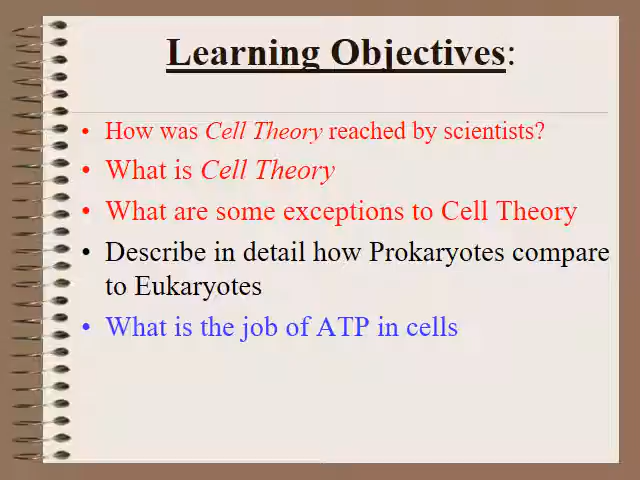 Learning Objectives:
• How was Cell Theory reached by scientists?
• What is Cell Theory
• What are some exceptions to Cell Theory
• Describe in detail how Prokaryotes compare
to Eukaryotes
• What is the job of ATP in cells